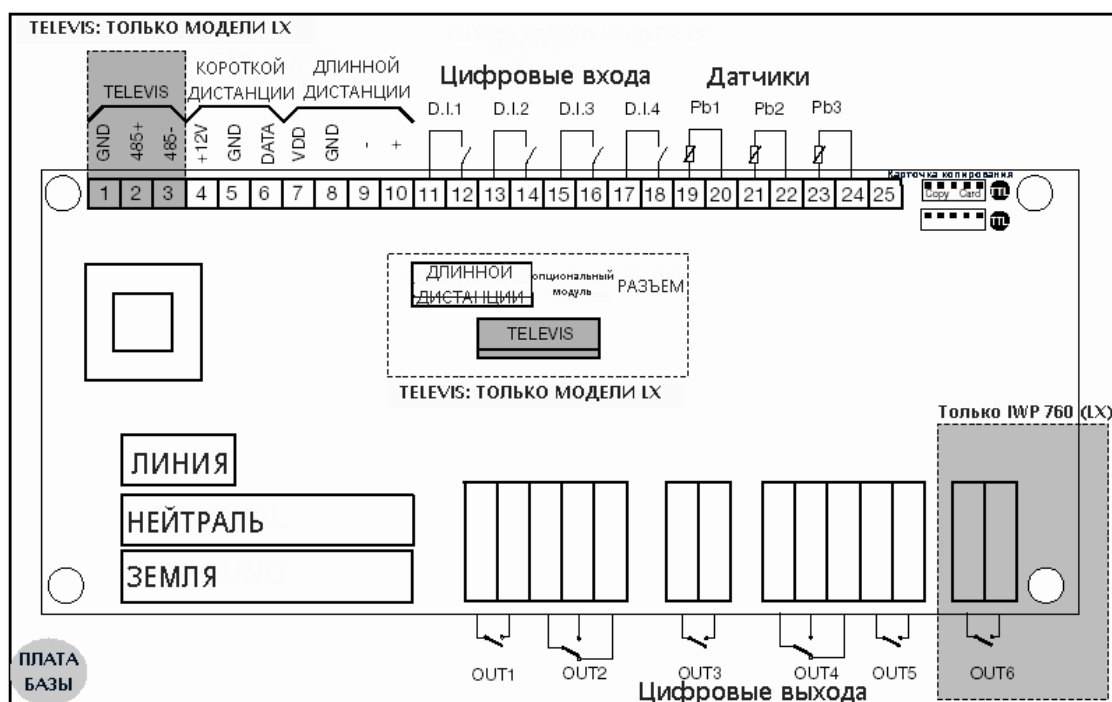 TELEVIS: ТОЛЬКО МОДЕЛИ LX
КОРОТКОЙ ДИСТАНЦИИ
ДЛИННОЙ ДИСТАНЦИИ
Цифровые входа
Датчики
TELEVIS
D.I.1 D.I.2 D.I.3 D.I.4 Pb1 Pb2 Pb3
GND 485+ 485- +12V GND DATA VDD GND - +
Карточка копирования
1 2 3 4 5 6 7 8 9 10 11 12 13 14 15 16 17 18 19 20 21 22 23 24 25
Copy Card TTL
TTL
ДЛИННОЙ ДИСТАНЦИИ
опциональный модуль
РАЗЪЕМ
TELEVIS
TELEVIS: ТОЛЬКО МОДЕЛИ LX
Только IWP 760 (LX)
ЛИНИЯ
НЕЙТРАЛЬ
ЗЕМЛЯ
OUT1 OUT2 OUT3 OUT4 OUT5 OUT6
Цифровые выхода
ПЛАТА
БАЗЫ